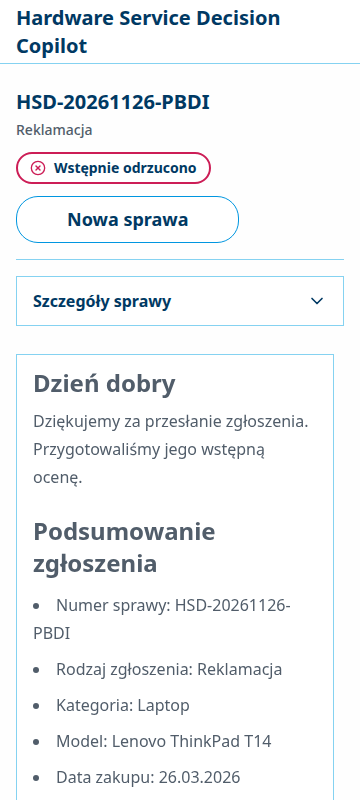 Hardware Service Decision
Copilot
HSD-20261126-PBDI
Reklamacja
Wstępnie odrzucono
Nowa sprawa
Szczegóły sprawy
Dzień dobry
Dziękujemy za przesłanie zgłoszenia.
Przygotowaliśmy jego wstępną
ocenę.
Podsumowanie
zgłoszenia
• Numer sprawy: HSD-20261126-
PBDI
• Rodzaj zgłoszenia: Reklamacja
• Kategoria: Laptop
• Model: Lenovo ThinkPad T14
• Data zakupu: 26.03.2026